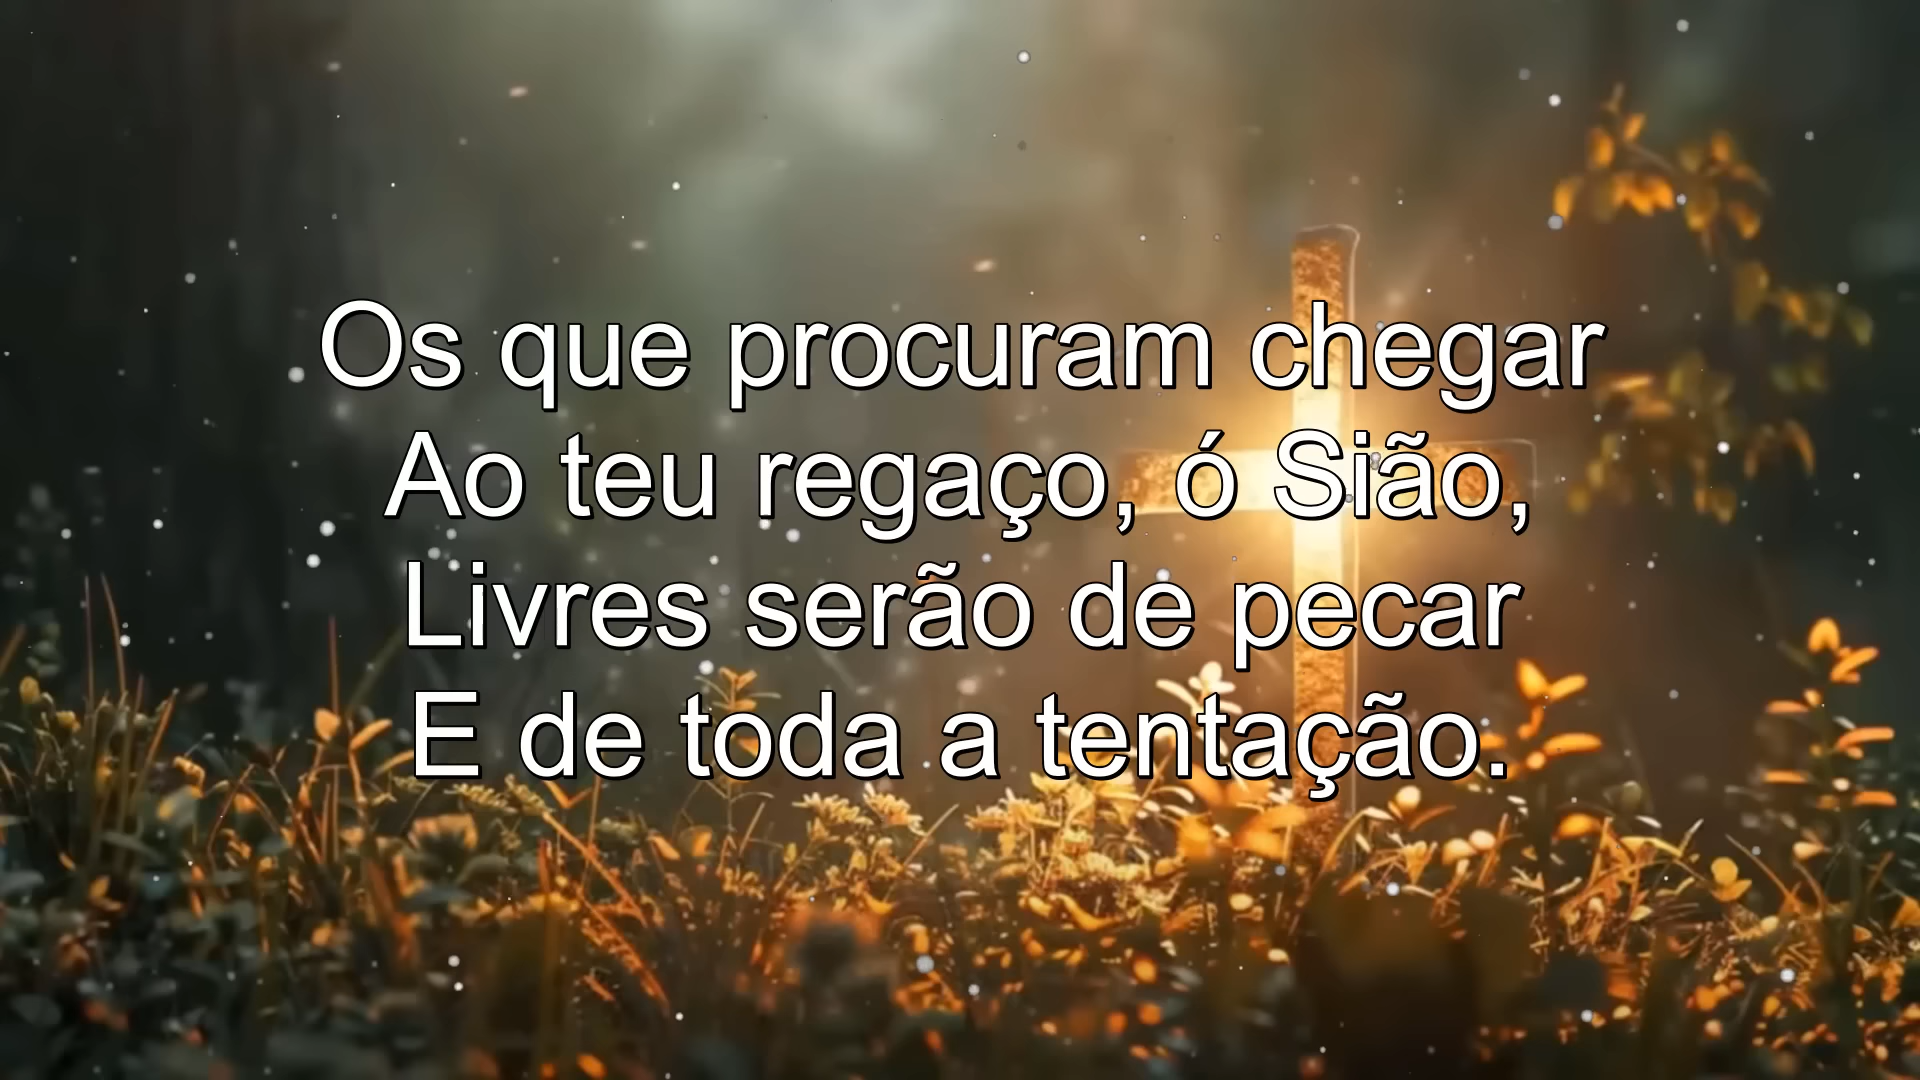 Os que procuram chegar
Ao teu regaço, ó Sião,
Livres serão de pecar
E de toda a tentação.